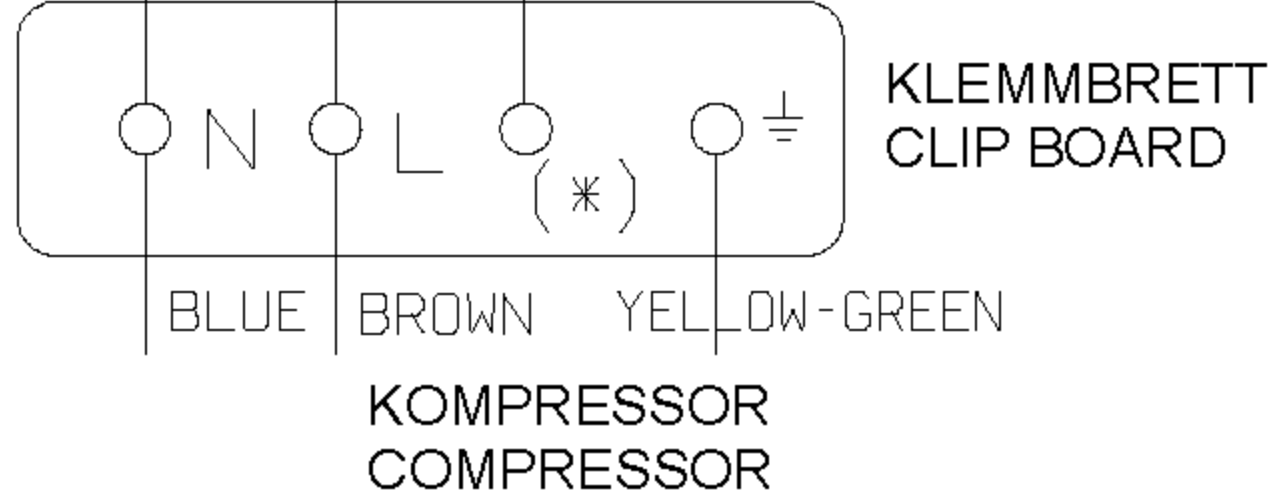 N L
(*)
KLEMMBRETT
CLIP BOARD
BLUE BROWN YELLOW-GREEN
KOMPRESSOR
COMPRESSOR